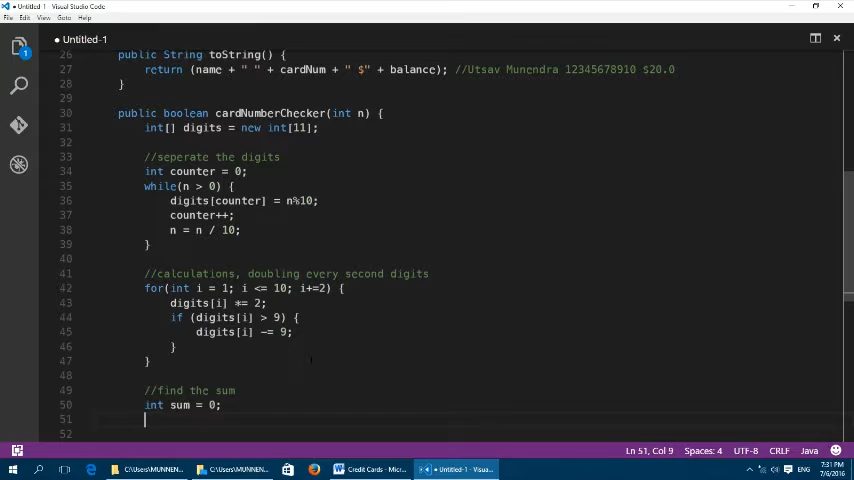 ● Untitled-1 - Visual Studio Code
File Edit View Goto Help
● Untitled-1
26 public String toString() {
27 return (name + " " + cardNum + " $" + balance); //Utsav Munendra 12345678910 $20.0
28 }
29
30 public boolean cardNumberChecker(int n) {
31 int[] digits = new int[11];
32
33 //seperate the digits
34 int counter = 0;
35 while(n > 0) {
36 digits[counter] = n%10;
37 counter++;
38 n = n / 10;
39 }
40
41 //calculations, doubling every second digits
42 for(int i = 1; i <= 10; i+=2) {
43 digits[i] *= 2;
44 if (digits[i] > 9) {
45 digits[i] -= 9;
46 }
47 }
48
49 //find the sum
50 int sum = 0;
51
52
1
Ln 51, Col 9 Spaces: 4 UTF-8 CRLF Java
C:\Users\MUNNEN... C:\Users\MUNNEN... Credit Cards - Micr... ● Untitled-1 - Visua... ENG 7:31 PM
7/6/2016